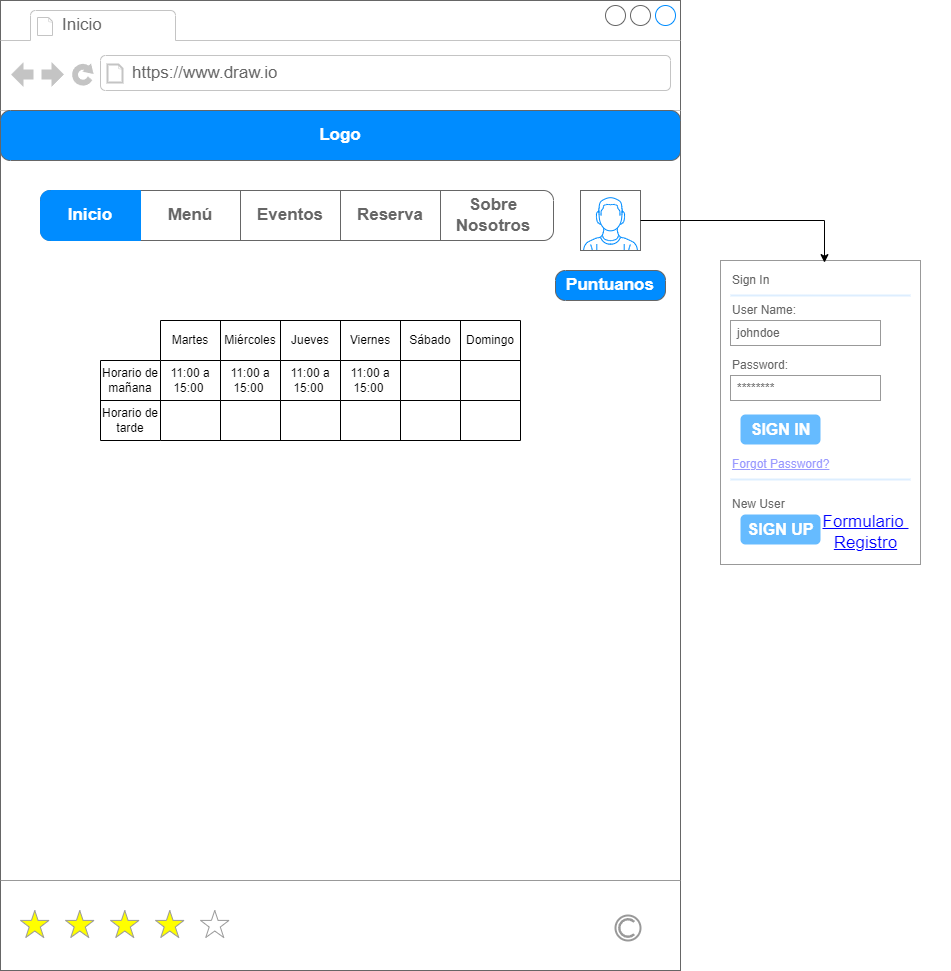 Inicio
https://www.draw.io
Logo
Inicio
Menú
Eventos
Reserva
Sobre
Nosotros
Puntuanos
Martes
Miércoles
Jueves
Viernes
Sábado
Domingo
Horario de
mañana
11:00 a
15:00
11:00 a
15:00
11:00 a
15:00
11:00 a
15:00
Horario de
tarde
Sign In
User Name:
johndoe
Password:
********
SIGN IN
Forgot Password?
New User
SIGN UP
Formulario
Registro
©